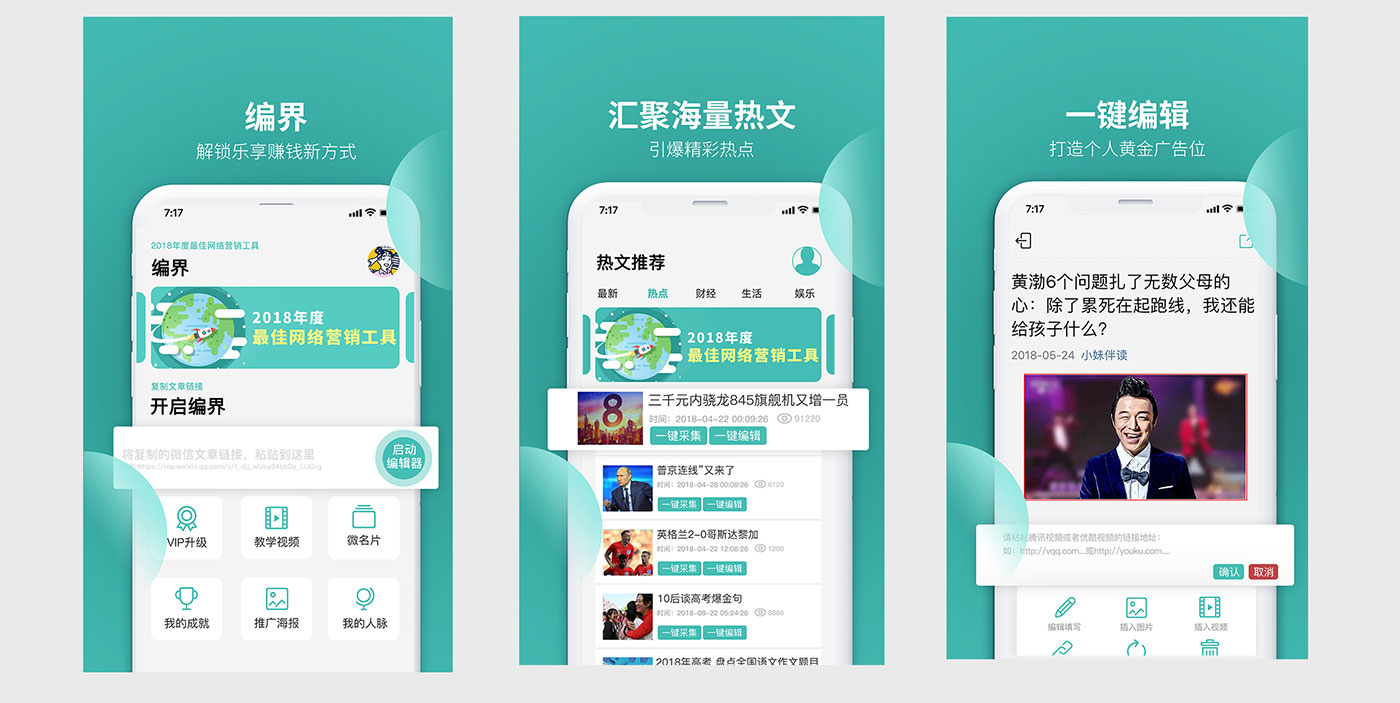 编界
解锁乐享赚钱新方式
7:17
2018年度最佳网络营销工具
编界
2018年度
最佳网络营销工具
复制文章链接
开启编界
将复制的微信文章链接，粘贴到这里
启动
编辑器
VIP升级
教学视频
微名片
我的成就
推广海报
我的人脉
汇聚海量热文
引爆精彩热点
7:17
热文推荐
最新
热点
财经
生活
娱乐
2018年度
最佳网络营销工具
8
三千元内骁龙845旗舰机又增一员
时间：2018-04-22 00:09:26 91220
一键采集 一键编辑
普京连线”又来了
时间：2018-04-28 00:09:26 6120
一键采集 一键编辑
英格兰2-0哥斯达黎加
时间：2018-04-22 12:08:26 1200
一键采集 一键编辑
10后谈高考爆金句
时间：2018-08-22 05:24:26 8886
一键采集 一键编辑
2018年高考 盘点全国语文作文题目
一键编辑
打造个人黄金广告位
7:17
黄渤6个问题扎了无数父母的
心：除了累死在起跑线，我还能
给孩子什么?
2018-05-24 小妹伴读
请粘贴腾讯视频或者优酷视频的链接地址：
如：http://vqq.com...或http://youku.com....
确认
取消
编辑填写
插入图片
插入视频